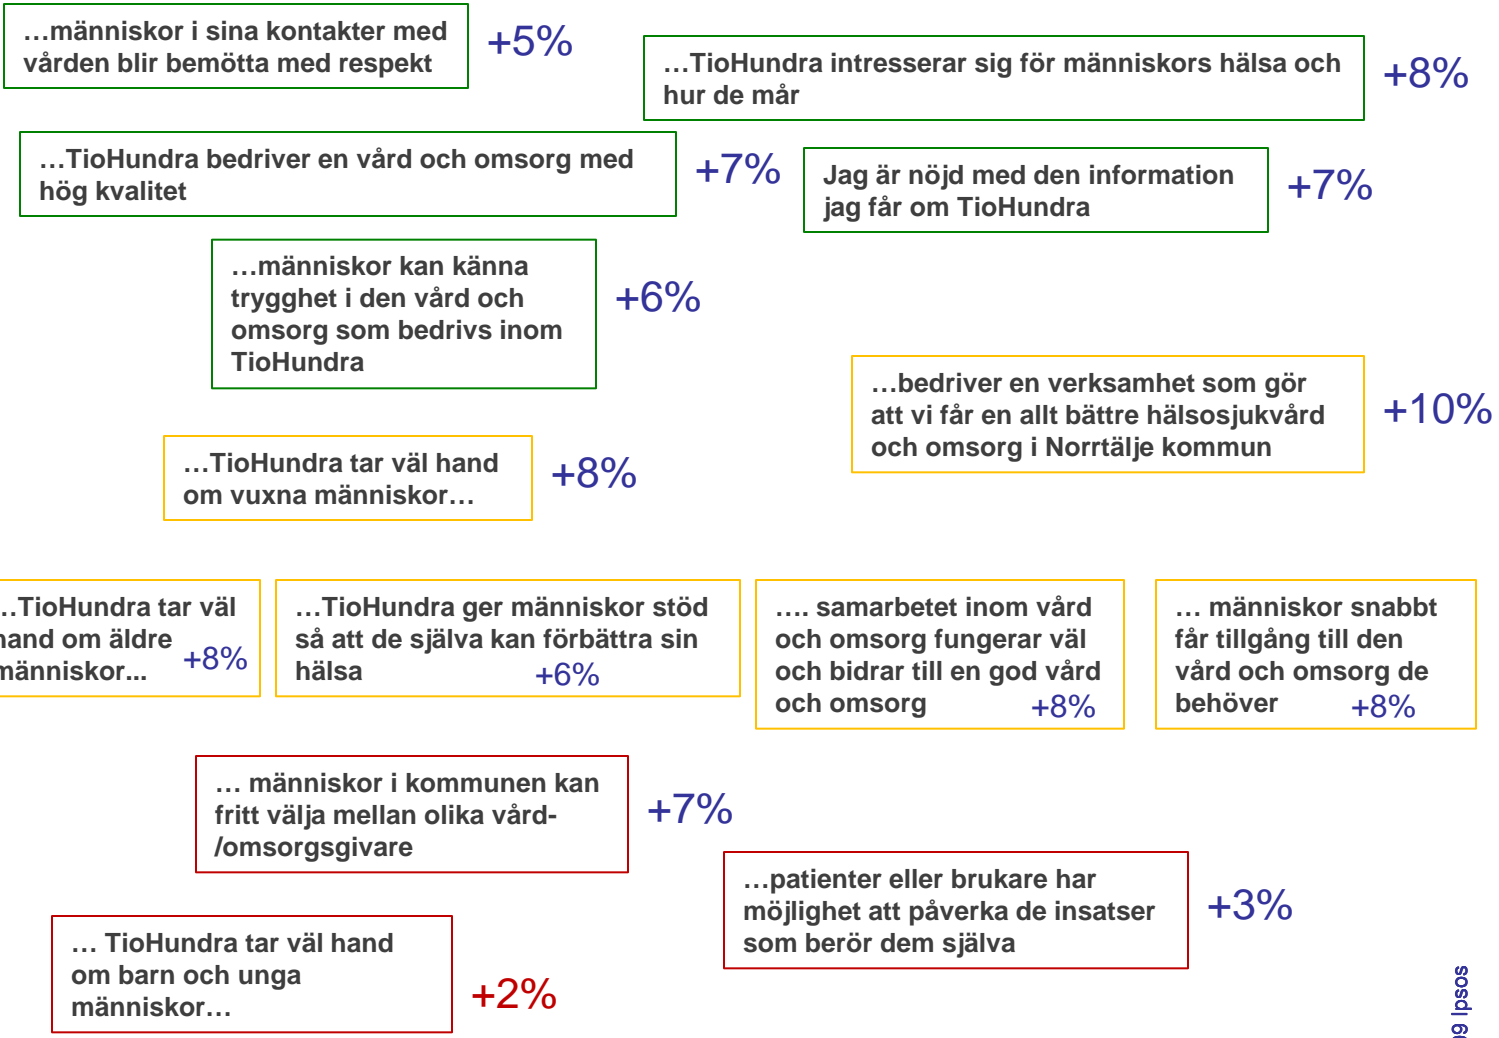 …människor i sina kontakter med
vården blir bemötta med respekt
+5%
…TioHundra intresserar sig för människors hälsa och
hur de mår
+8%
…TioHundra bedriver en vård och omsorg med
hög kvalitet
+7%
Jag är nöjd med den information
jag får om TioHundra
+7%
…människor kan känna
trygghet i den vård och
omsorg som bedrivs inom
TioHundra
+6%
…bedriver en verksamhet som gör
att vi får en allt bättre hälsosjukvård
och omsorg i Norrtälje kommun
+10%
…TioHundra tar väl hand
om vuxna människor…
+8%
…TioHundra tar väl
hand om äldre
människor...
+8%
…TioHundra ger människor stöd
så att de själva kan förbättra sin
hälsa
+6%
…. samarbetet inom vård
och omsorg fungerar väl
och bidrar till en god vård
och omsorg
+8%
… människor snabbt
får tillgång till den
vård och omsorg de
behöver
+8%
… människor i kommunen kan
fritt välja mellan olika vård-
/omsorgsgivare
+7%
…patienter eller brukare har
möjlighet att påverka de insatser
som berör dem själva
+3%
… TioHundra tar väl hand
om barn och unga
människor…
+2%
Ipsos